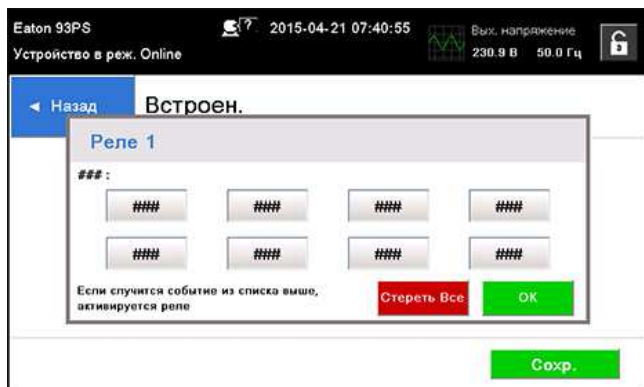 Eaton 93PS
? 2015-04-21 07:40:55
Вых. напряжение
Устройство в реж. Online
230.9 В 50.0 Гц
◄ Назад
Встроен.
Реле 1
### :
### ### ### ###
### ### ### ###
Если случится событие из списка выше,
активируется реле
Стереть Все
OK
Сохр.